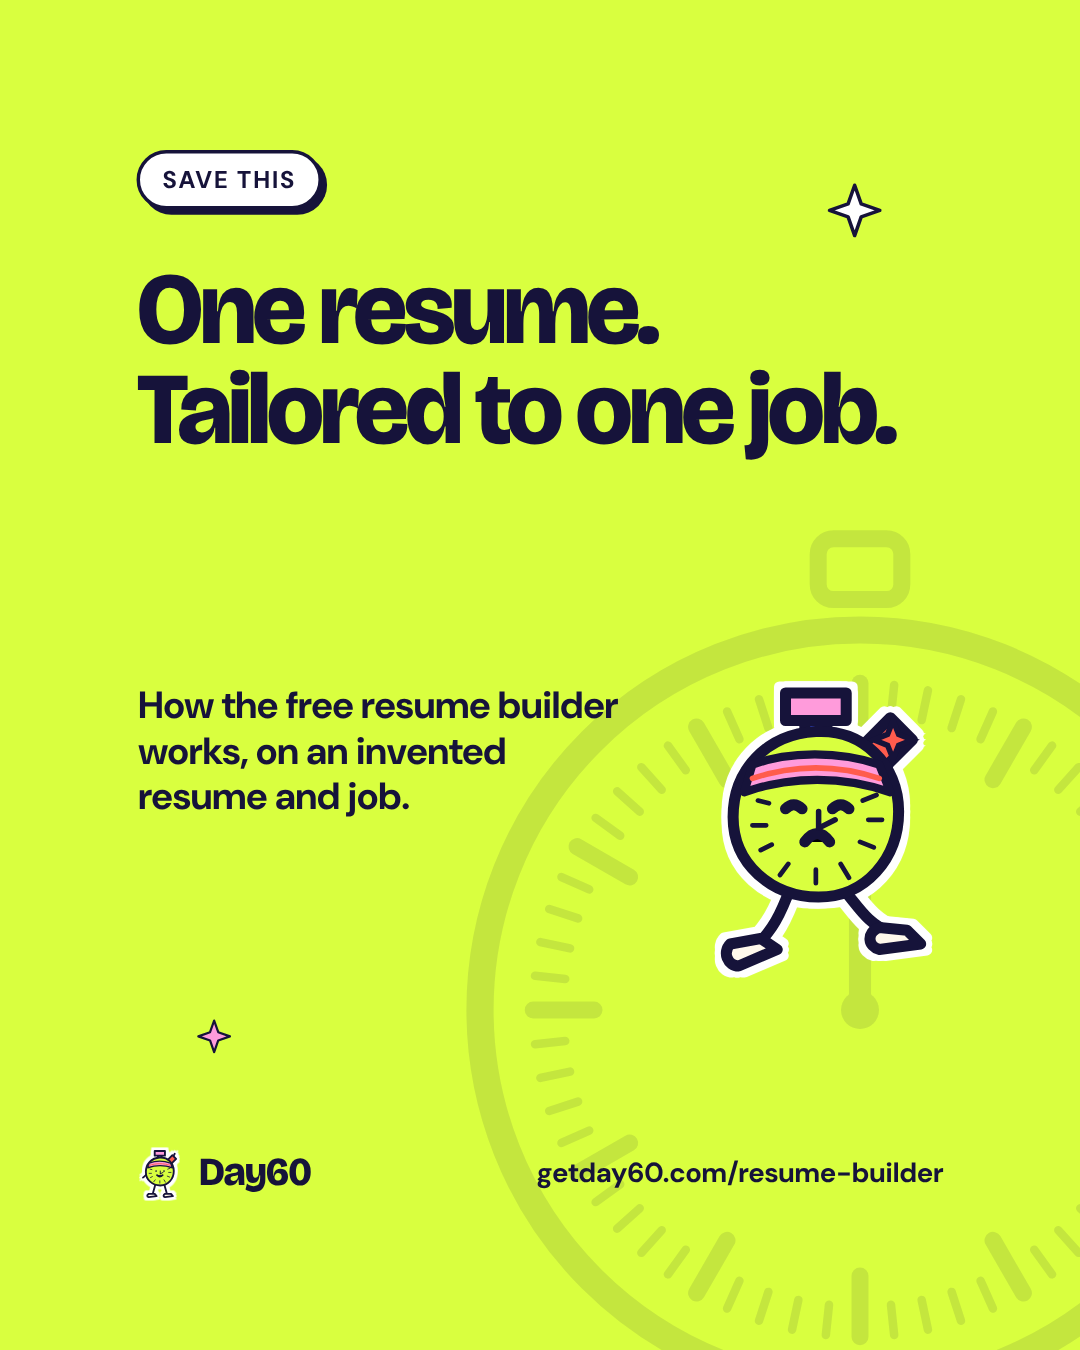 SAVE THIS
One resume.
Tailored to one job.
How the free resume builder
works, on an invented
resume and job.
Day60
getday60.com/resume-builder